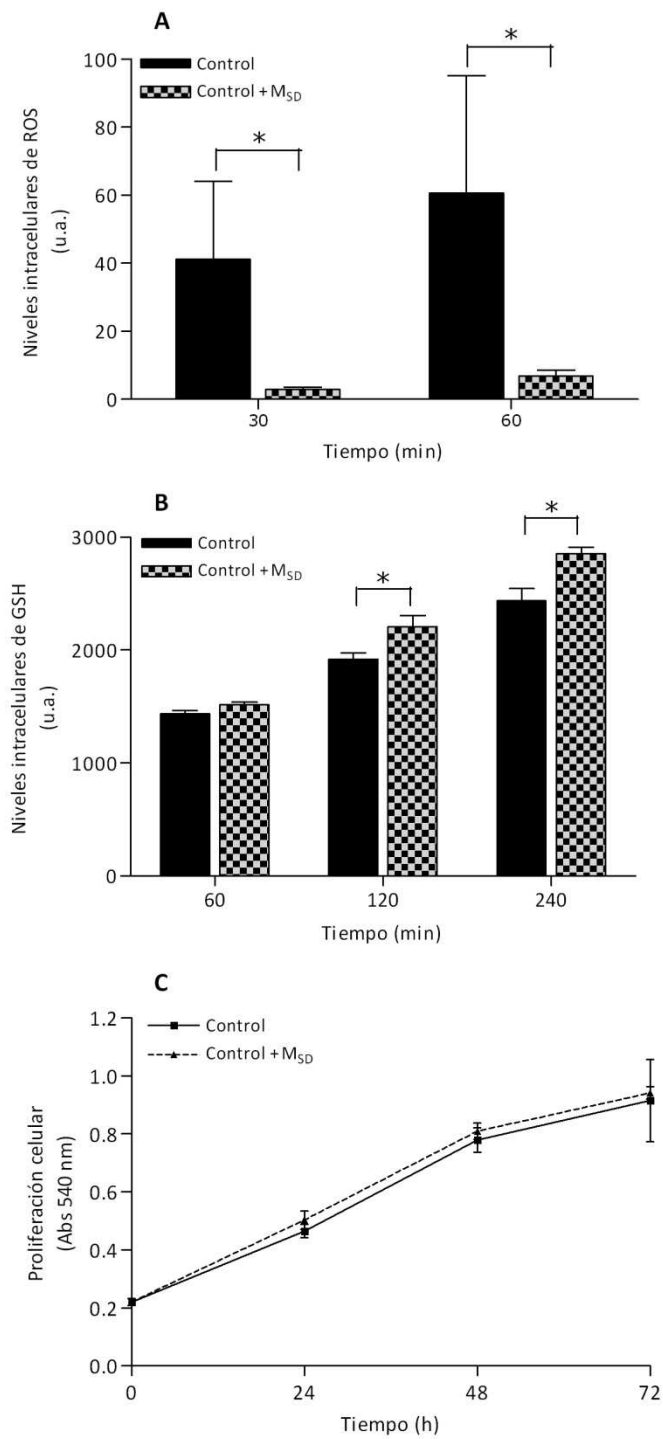 A
Control
Control + MSD
*
*
Niveles intracelulares de ROS
(u.a.)
100
80
60
40
20
0
30
60
Tiempo (min)
B
Control
Control + MSD
*
*
Niveles intracelulares de GSH
(u.a.)
3000
2000
1000
0
60
120
240
Tiempo (min)
C
Control
Control + MSD
Proliferación celular
(Abs 540 nm)
1.2
1.0
0.8
0.6
0.4
0.2
0.0
0
24
48
72
Tiempo (h)